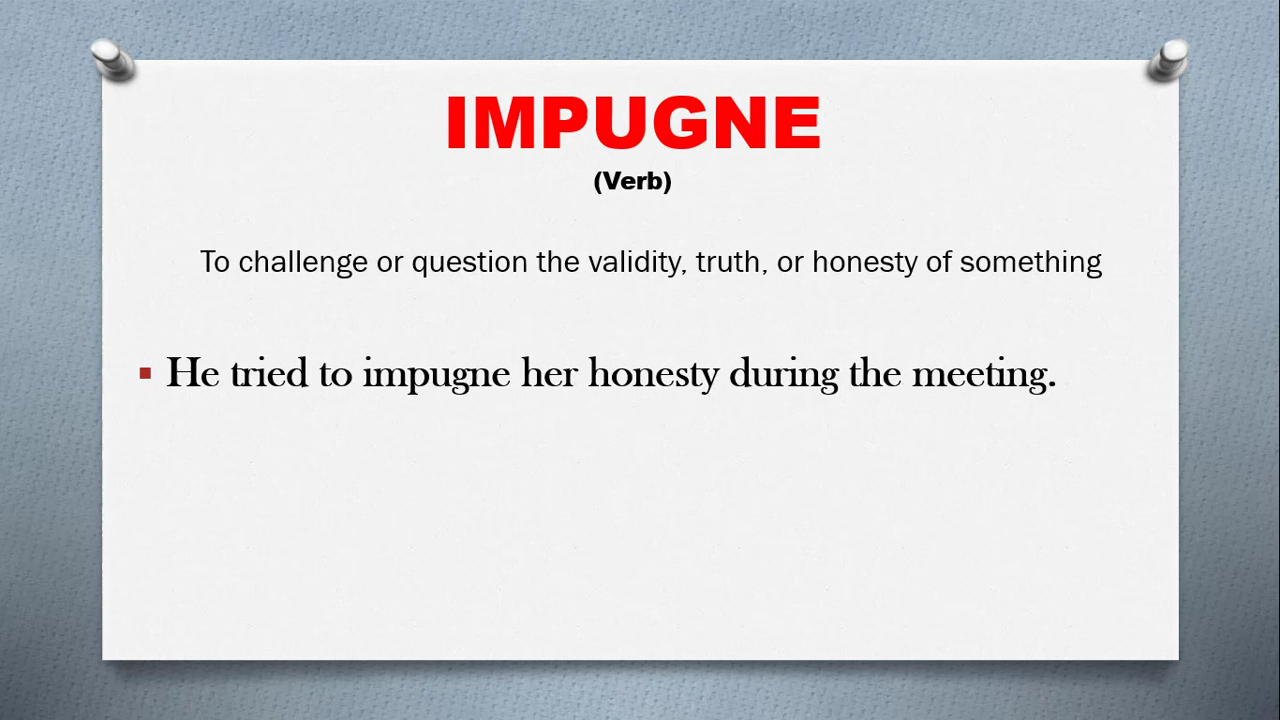 IMPUGNE
(Verb)
To challenge or question the validity, truth, or honesty of something
▪ He tried to impugne her honesty during the meeting.